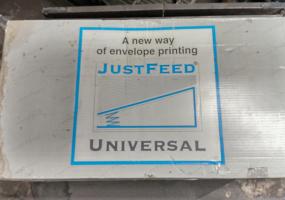 A new way
of envelope printing
JUSTFEED®
UNIVERSAL